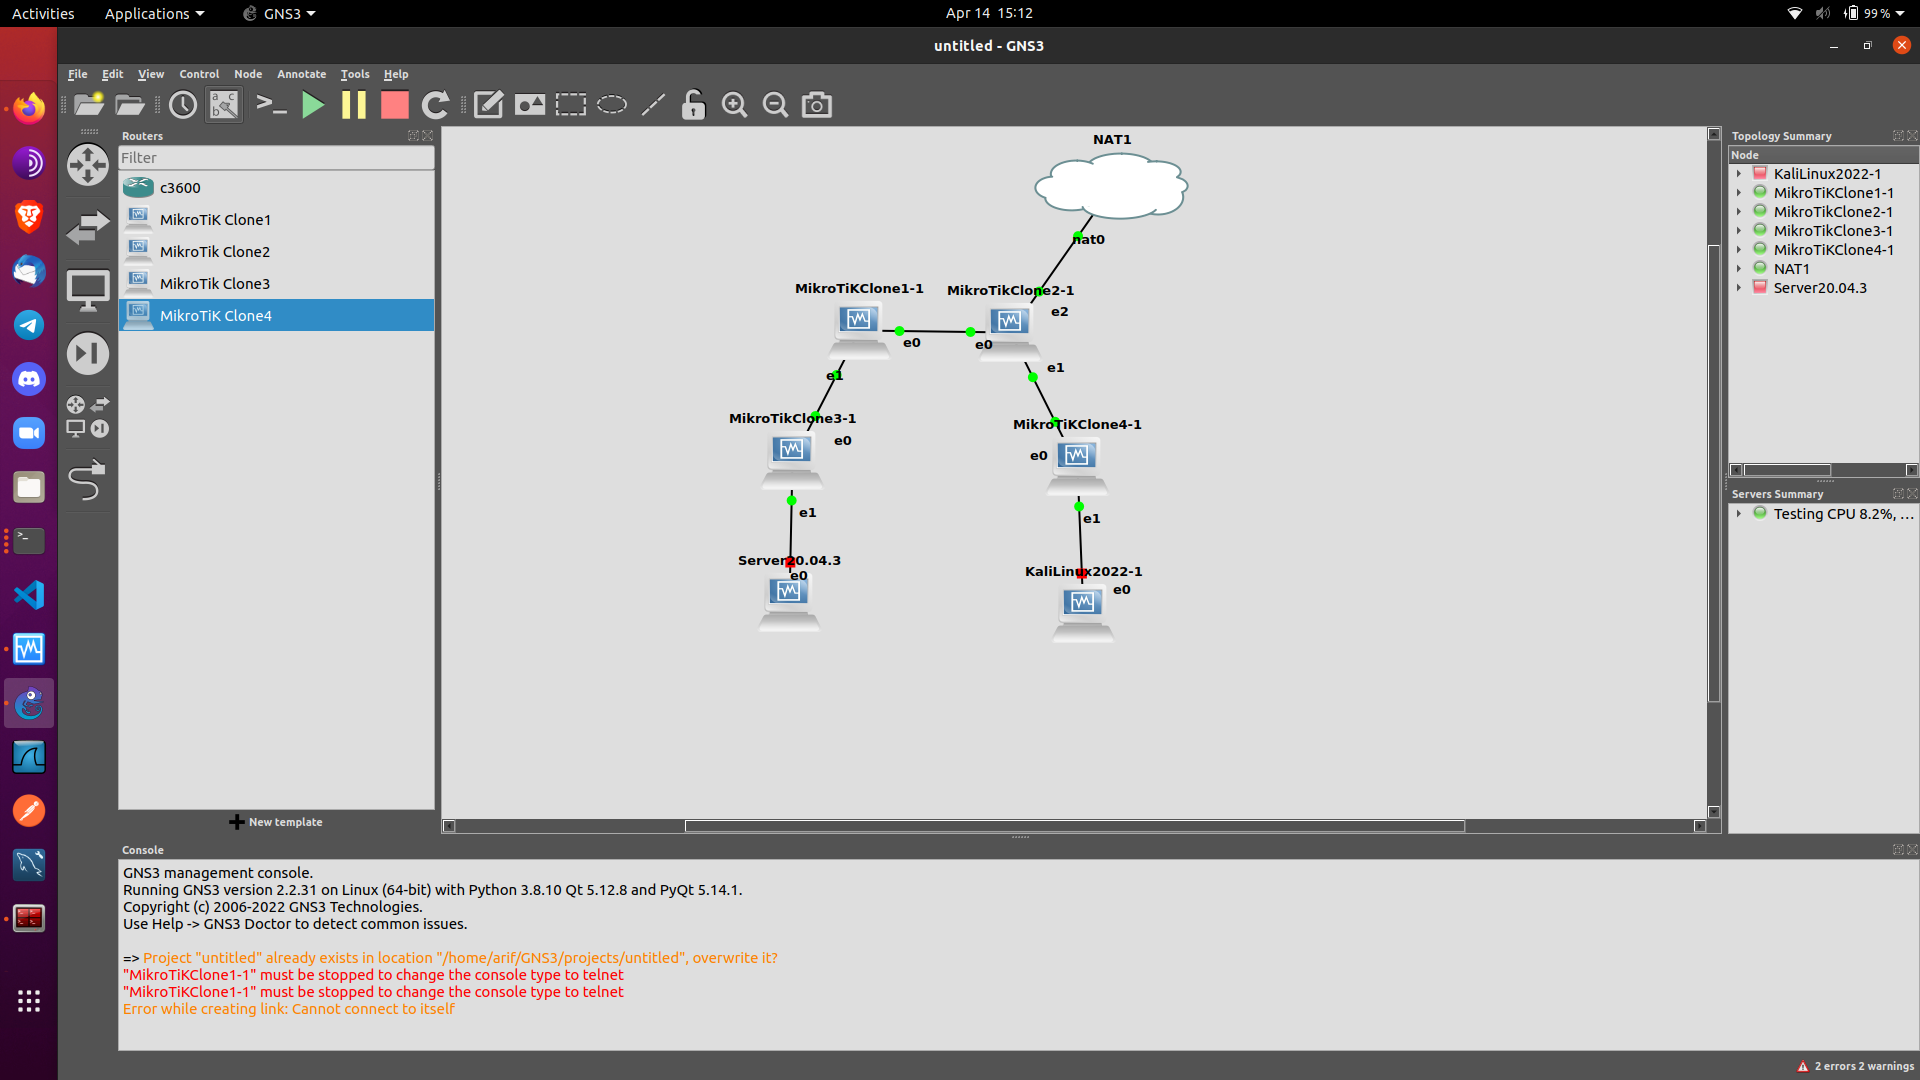 Activities
Applications
GNS3
Apr 14 15:12
99 %
untitled - GNS3
File
Edit
View
Control
Node
Annotate
Tools
Help
Routers
Filter
c3600
MikroTiK Clone1
MikroTik Clone2
MikroTik Clone3
MikroTiK Clone4
New template
NAT1
nat0
MikroTiKClone1-1
MikroTikClone2-1
e2
e0
e0
e1
e1
MikroTikClone3-1
MikroTiKClone4-1
e0
e0
e1
e1
Server20.04.3
e0
KaliLinux2022-1
e0
Topology Summary
Node
KaliLinux2022-1
MikroTiKClone1-1
MikroTikClone2-1
MikroTikClone3-1
MikroTiKClone4-1
NAT1
Server20.04.3
Servers Summary
Testing CPU 8.2%, ...
Console
GNS3 management console.
Running GNS3 version 2.2.31 on Linux (64-bit) with Python 3.8.10 Qt 5.12.8 and PyQt 5.14.1.
Copyright (c) 2006-2022 GNS3 Technologies.
Use Help -> GNS3 Doctor to detect common issues.
=> Project "untitled" already exists in location "/home/arif/GNS3/projects/untitled", overwrite it?
"MikroTiKClone1-1" must be stopped to change the console type to telnet
"MikroTiKClone1-1" must be stopped to change the console type to telnet
Error while creating link: Cannot connect to itself
2 errors 2 warnings